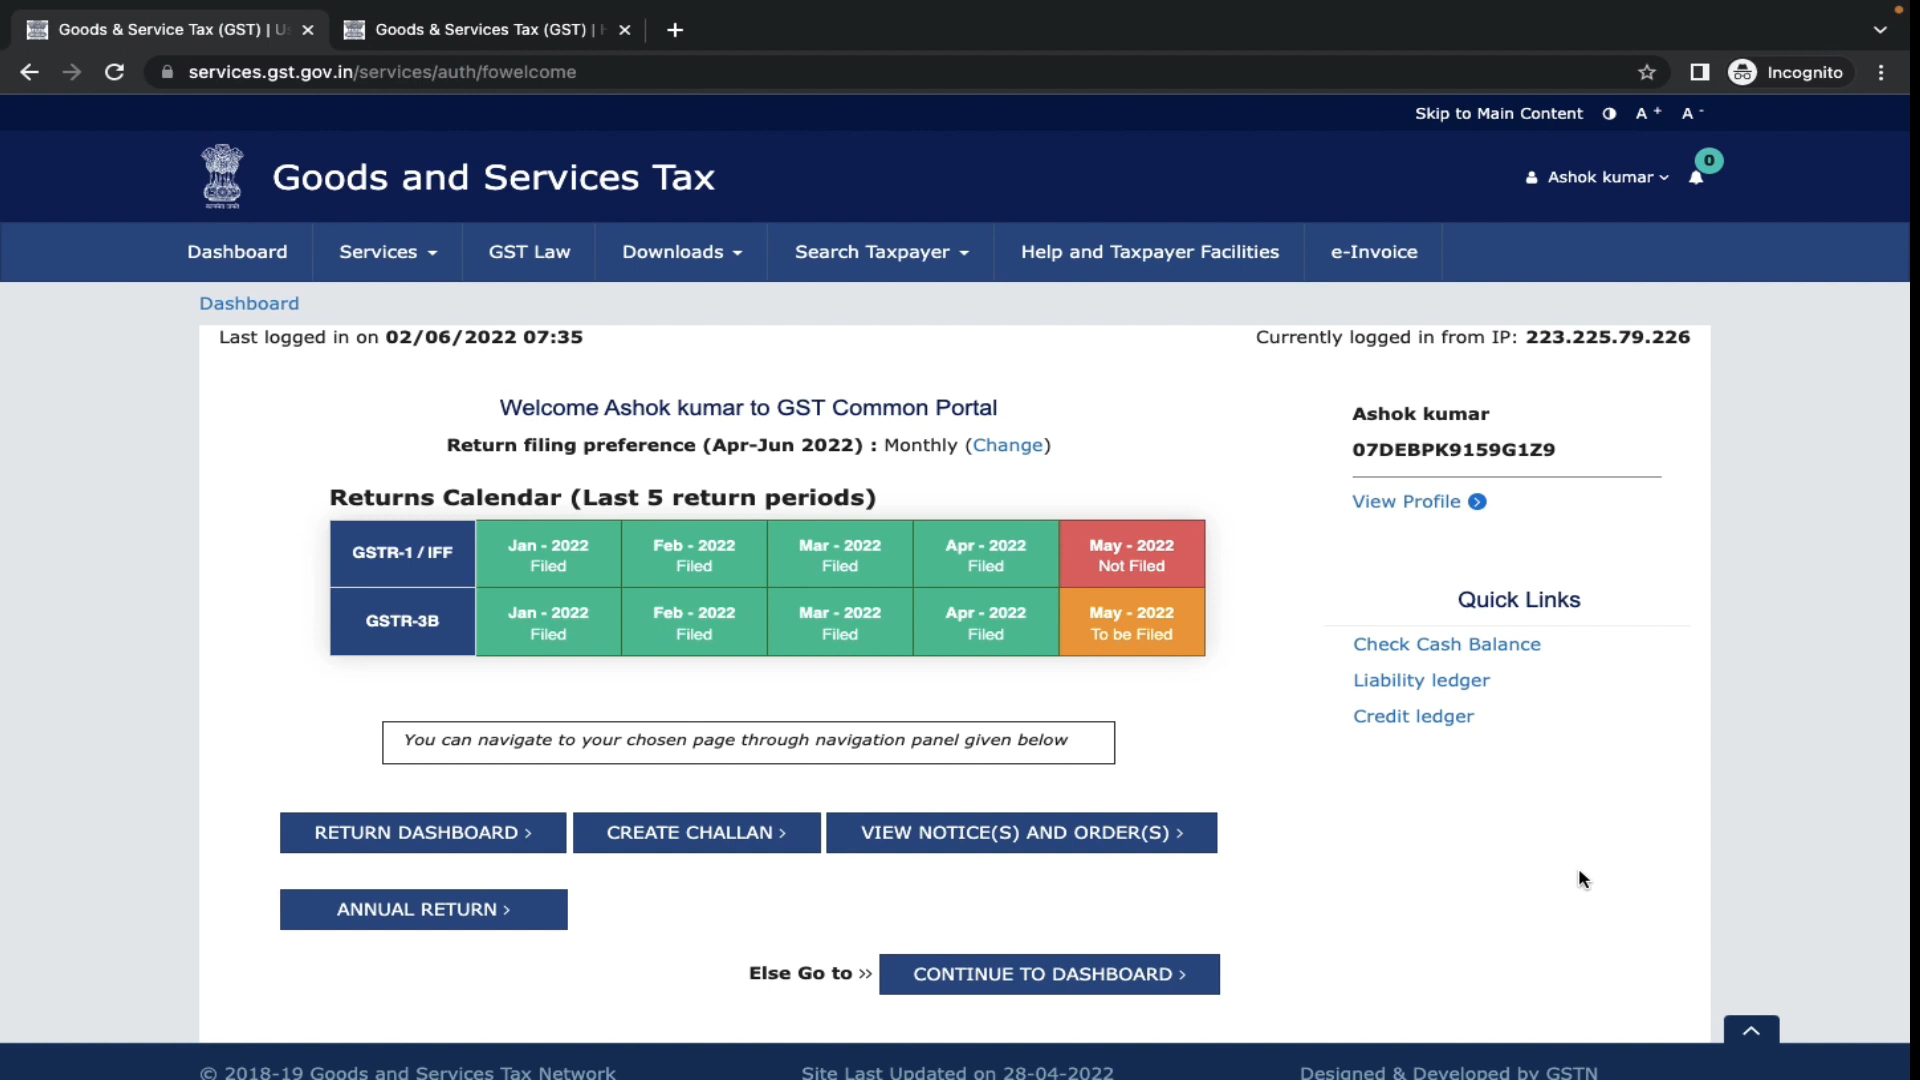 Goods & Service Tax (GST) | Us
Goods & Services Tax (GST) | H
services.gst.gov.in/services/auth/fowelcome
Incognito
Skip to Main Content
A +
A -
Goods and Services Tax
Ashok kumar
0
Dashboard
Services
GST Law
Downloads
Search Taxpayer
Help and Taxpayer Facilities
e-Invoice
Dashboard
Last logged in on 02/06/2022 07:35
Currently logged in from IP: 223.225.79.226
Welcome Ashok kumar to GST Common Portal
Return filing preference (Apr-Jun 2022) : Monthly (Change)
Ashok kumar
07DEBPK9159G1Z9
View Profile
Returns Calendar (Last 5 return periods)
GSTR-1 / IFF
Jan - 2022
Filed
Feb - 2022
Filed
Mar - 2022
Filed
Apr - 2022
Filed
May - 2022
Not Filed
GSTR-3B
Jan - 2022
Filed
Feb - 2022
Filed
Mar - 2022
Filed
Apr - 2022
Filed
May - 2022
To be Filed
Quick Links
Check Cash Balance
Liability ledger
Credit ledger
You can navigate to your chosen page through navigation panel given below
RETURN DASHBOARD >
CREATE CHALLAN >
VIEW NOTICE(S) AND ORDER(S) >
ANNUAL RETURN >
Else Go to »
CONTINUE TO DASHBOARD >
© 2018-19 Goods and Services Tax Network
Site Last Updated on 28-04-2022
Designed & Developed by GSTN